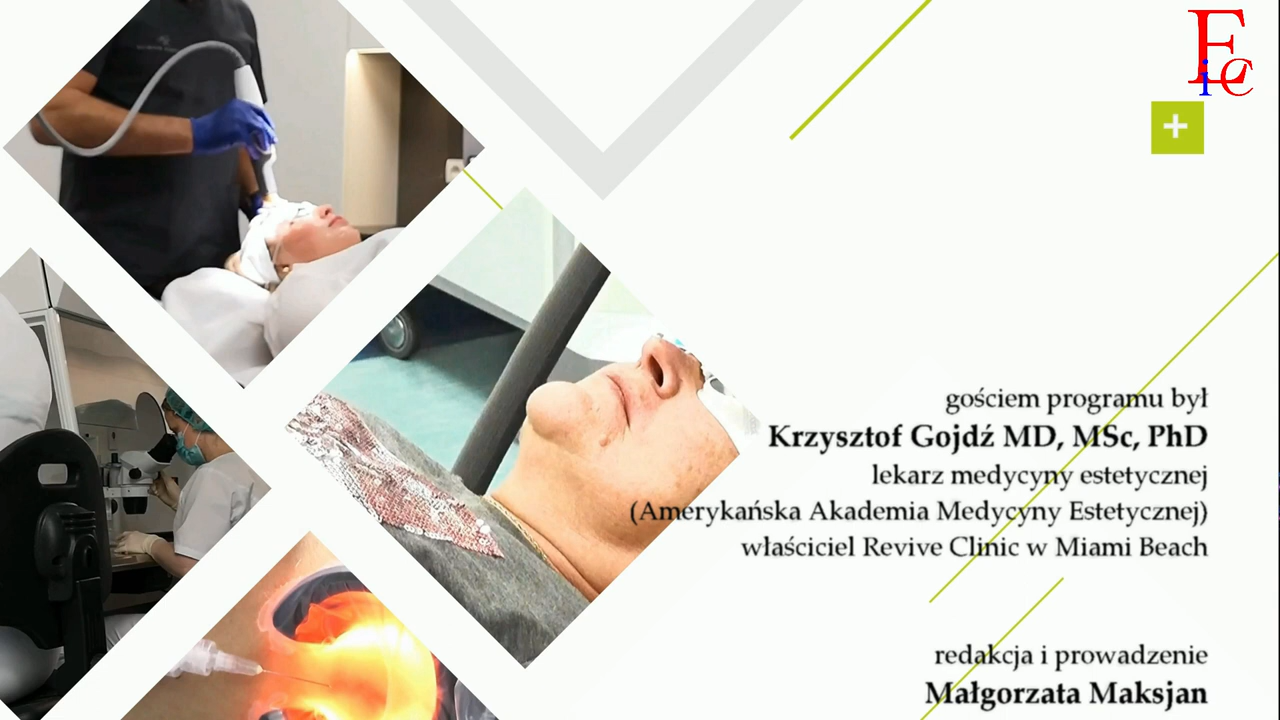 EiC
+
gościem programu był
Krzysztof Gojdź MD, MSc, PhD
lekarz medycyny estetycznej
(Amerykańska Akademia Medycyny Estetycznej)
właściciel Revive Clinic w Miami Beach
redakcja i prowadzenie
Małgorzata Maksjan